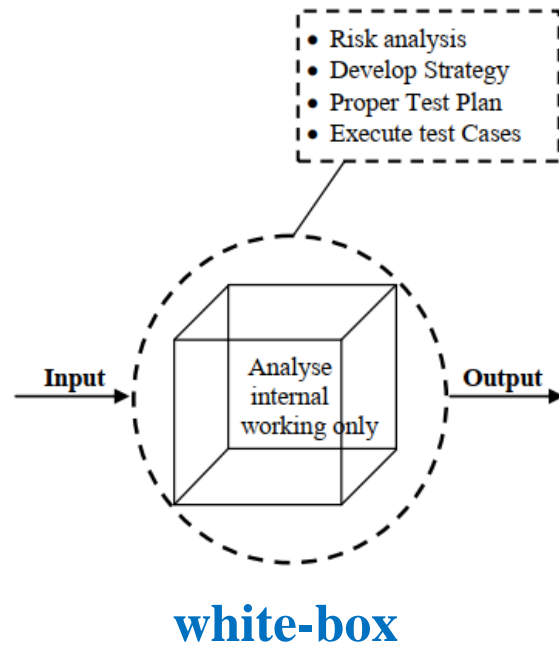 • Risk analysis
• Develop Strategy
• Proper Test Plan
• Execute test Cases
Input
Analyse
internal
working only
Output
white-box